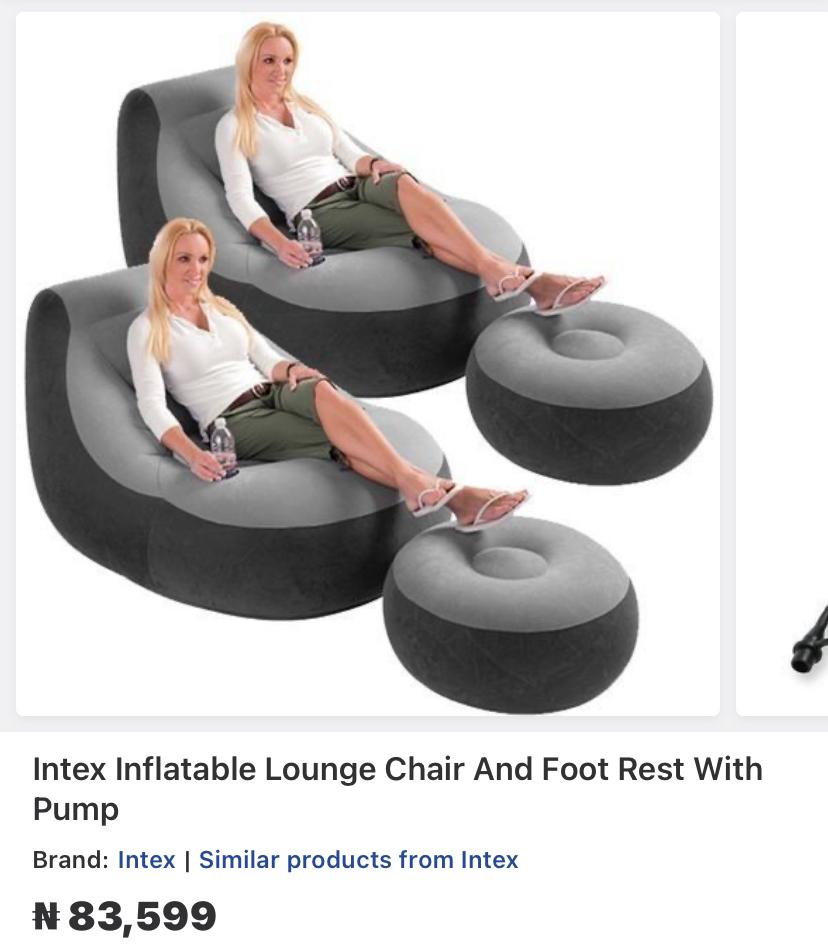 Intex Inflatable Lounge Chair And Foot Rest With
Pump
Brand: Intex | Similar products from Intex
₦ 83,599